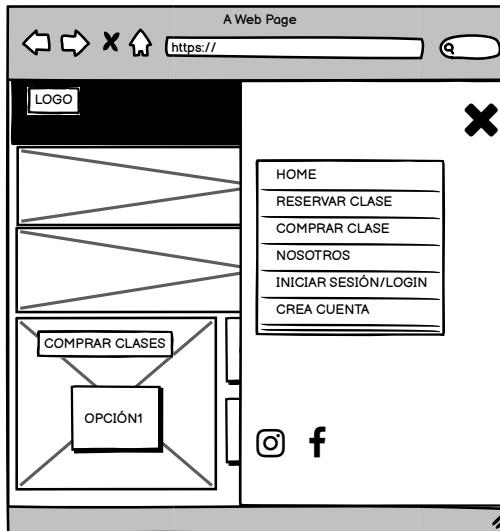 A Web Page
https://
LOGO
HOME
RESERVAR CLASE
COMPRAR CLASE
NOSOTROS
INICIAR SESIÓN/LOGIN
CREA CUENTA
COMPRAR CLASES
OPCIÓN1